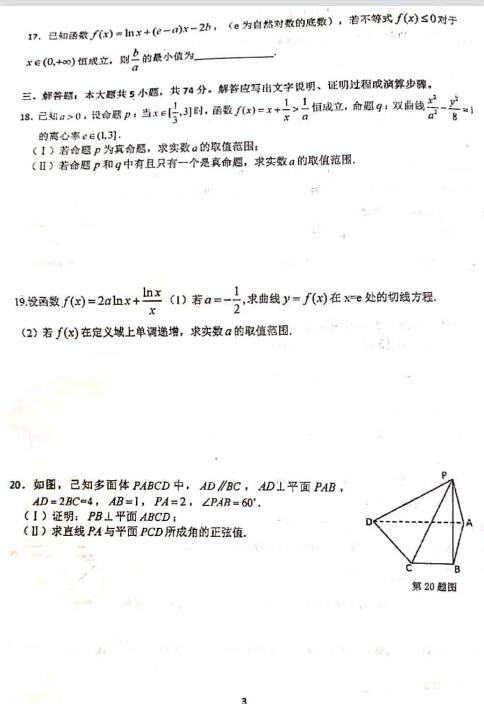 17. 已知函数 f(x)=ln x+(e-a)x-2b，（e 为自然对数的底数），若不等式 f(x)≤0对于
x∈(0,+∞) 恒成立，则 b/a 的最小值为________.
三、解答题：本大题共 5 小题，共 74 分。解答应写出文字说明、证明过程或演算步骤。
18. 已知a>0，设命题 p：当x∈[1/3,3]时，函数 f(x)=x+1/x>1/a 恒成立，命题 q：双曲线 x²/a²-y²/8=1
的离心率 e∈(1,3].
（Ⅰ）若命题 p 为真命题，求实数 a 的取值范围；
（Ⅱ）若命题 p 和 q 中有且只有一个是真命题，求实数 a 的取值范围.
19.设函数 f(x)=2a ln x+ln x/x （1）若 a=-1/2,求曲线 y=f(x)在 x=e 处的切线方程.
（2）若 f(x)在定义域上单调递增，求实数 a 的取值范围.
20. 如图，已知多面体 PABCD 中，AD∥BC，AD⊥平面 PAB，
AD=2BC=4，AB=1，PA=2，∠PAB=60°.
（Ⅰ）证明：PB⊥平面 ABCD；
（Ⅱ）求直线 PA 与平面 PCD 所成角的正弦值.
P
D
A
C
B
第 20 题图
3